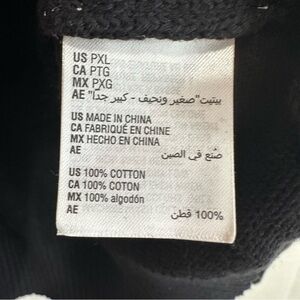 US PXL
CA PTG
MX PXG
AE بيتيت "صغير ونحيف - كبير جداً"
US MADE IN CHINA
CA FABRIQUÉ EN CHINE
MX HECHO EN CHINA
AE صُنع في الصين
US 100% COTTON
CA 100% COTON
MX 100% algodón
AE 100% قطن